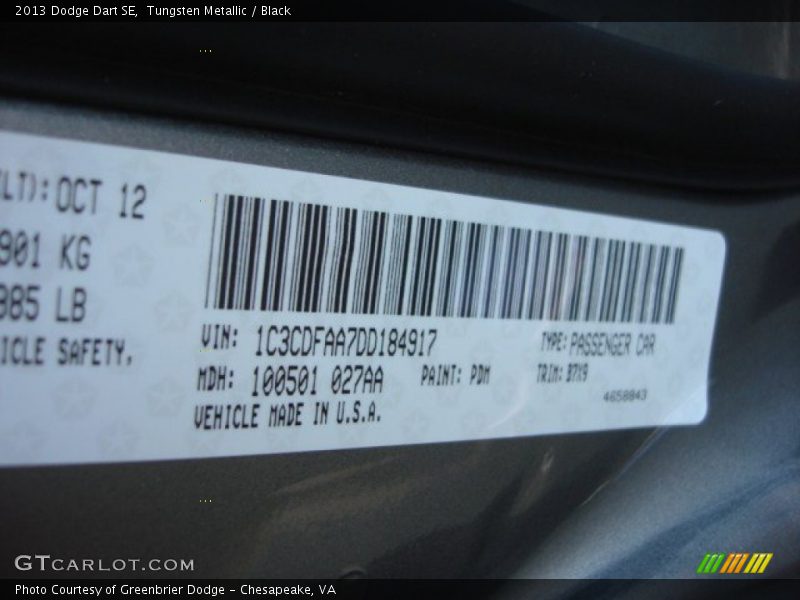 2013 Dodge Dart SE,  Tungsten Metallic / Black
LT): OCT 12
901 KG
985 LB
ICLE SAFETY,
VIN: 1C3CDFAA7DD184917
TYPE: PASSENGER CAR
MDH: 100501 027AA
PAINT: PDM
TRIM: B7X9
VEHICLE MADE IN U.S.A.
4658843
GTCARLOT.COM
Photo Courtesy of Greenbrier Dodge - Chesapeake, VA